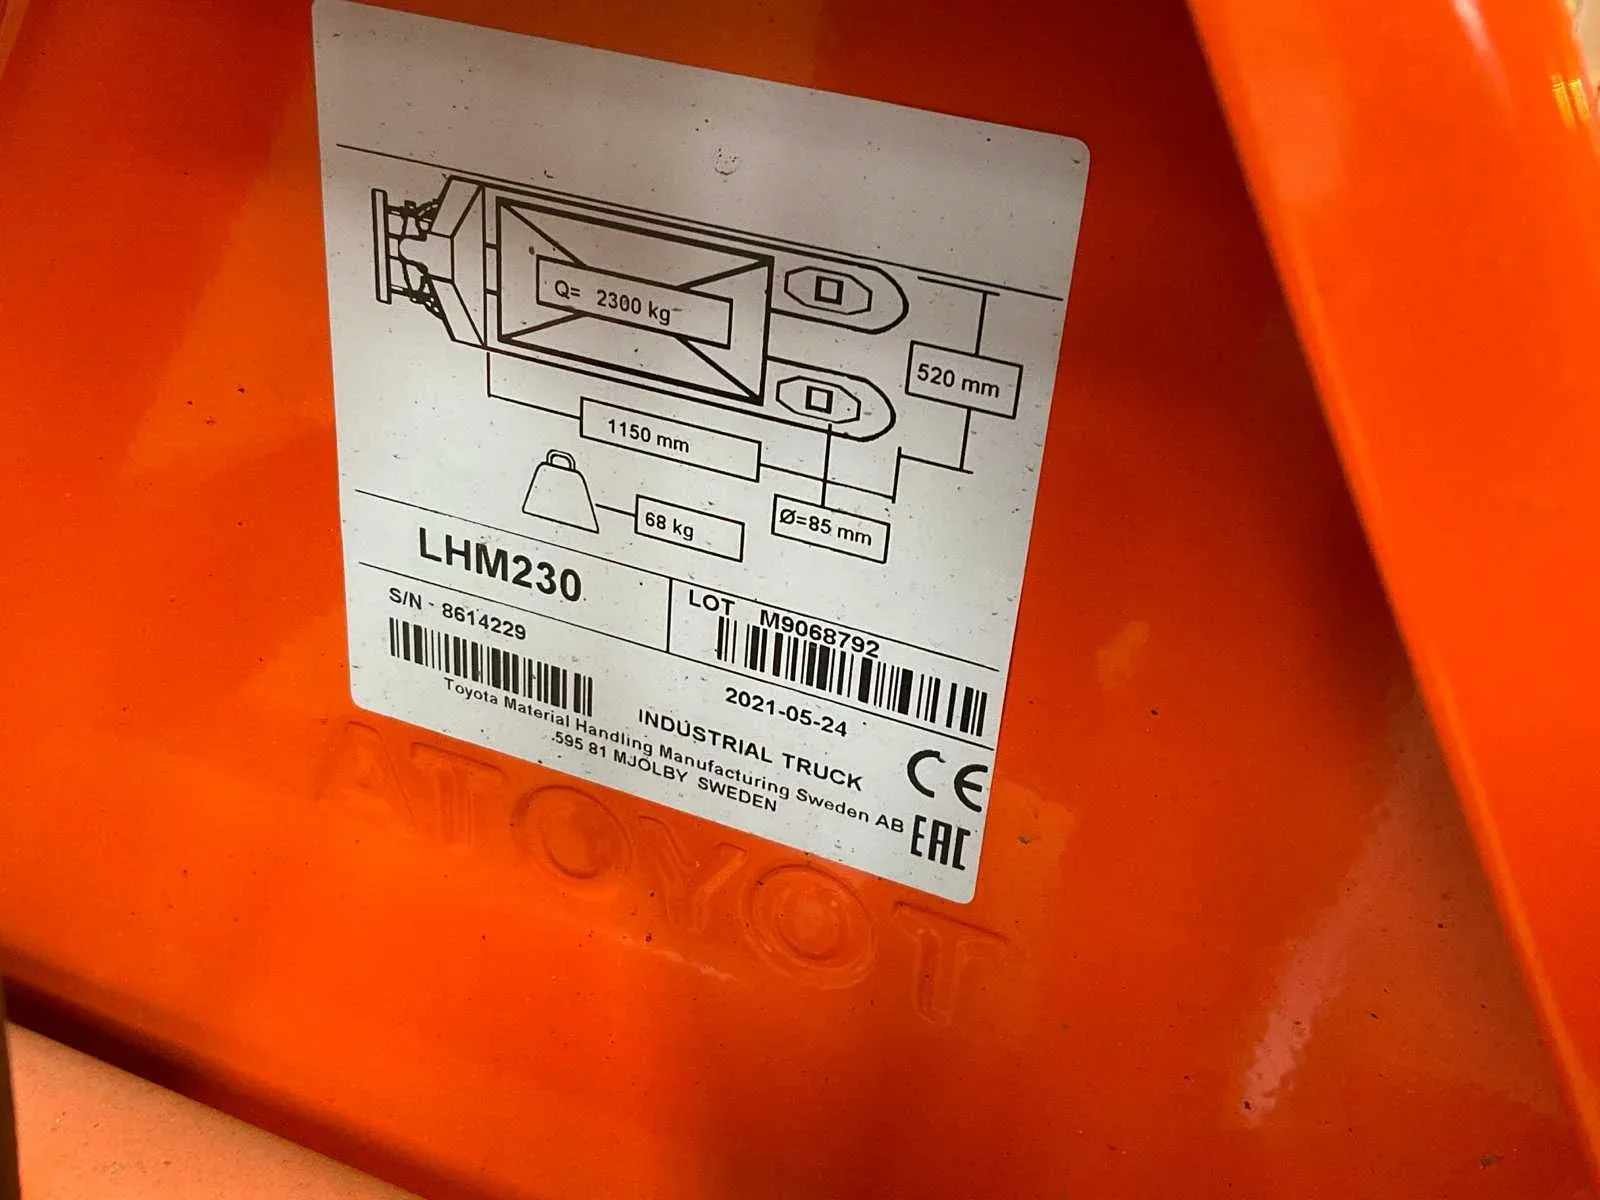 Q= 2300 kg
520 mm
1150 mm
68 kg
Ø=85 mm
LHM230
LOT M9068792
S/N - 8614229
2021-05-24
INDUSTRIAL TRUCK
Toyota Material Handling Manufacturing Sweden AB
.595 81 MJÖLBY SWEDEN
CE
EAC
TOYOTA